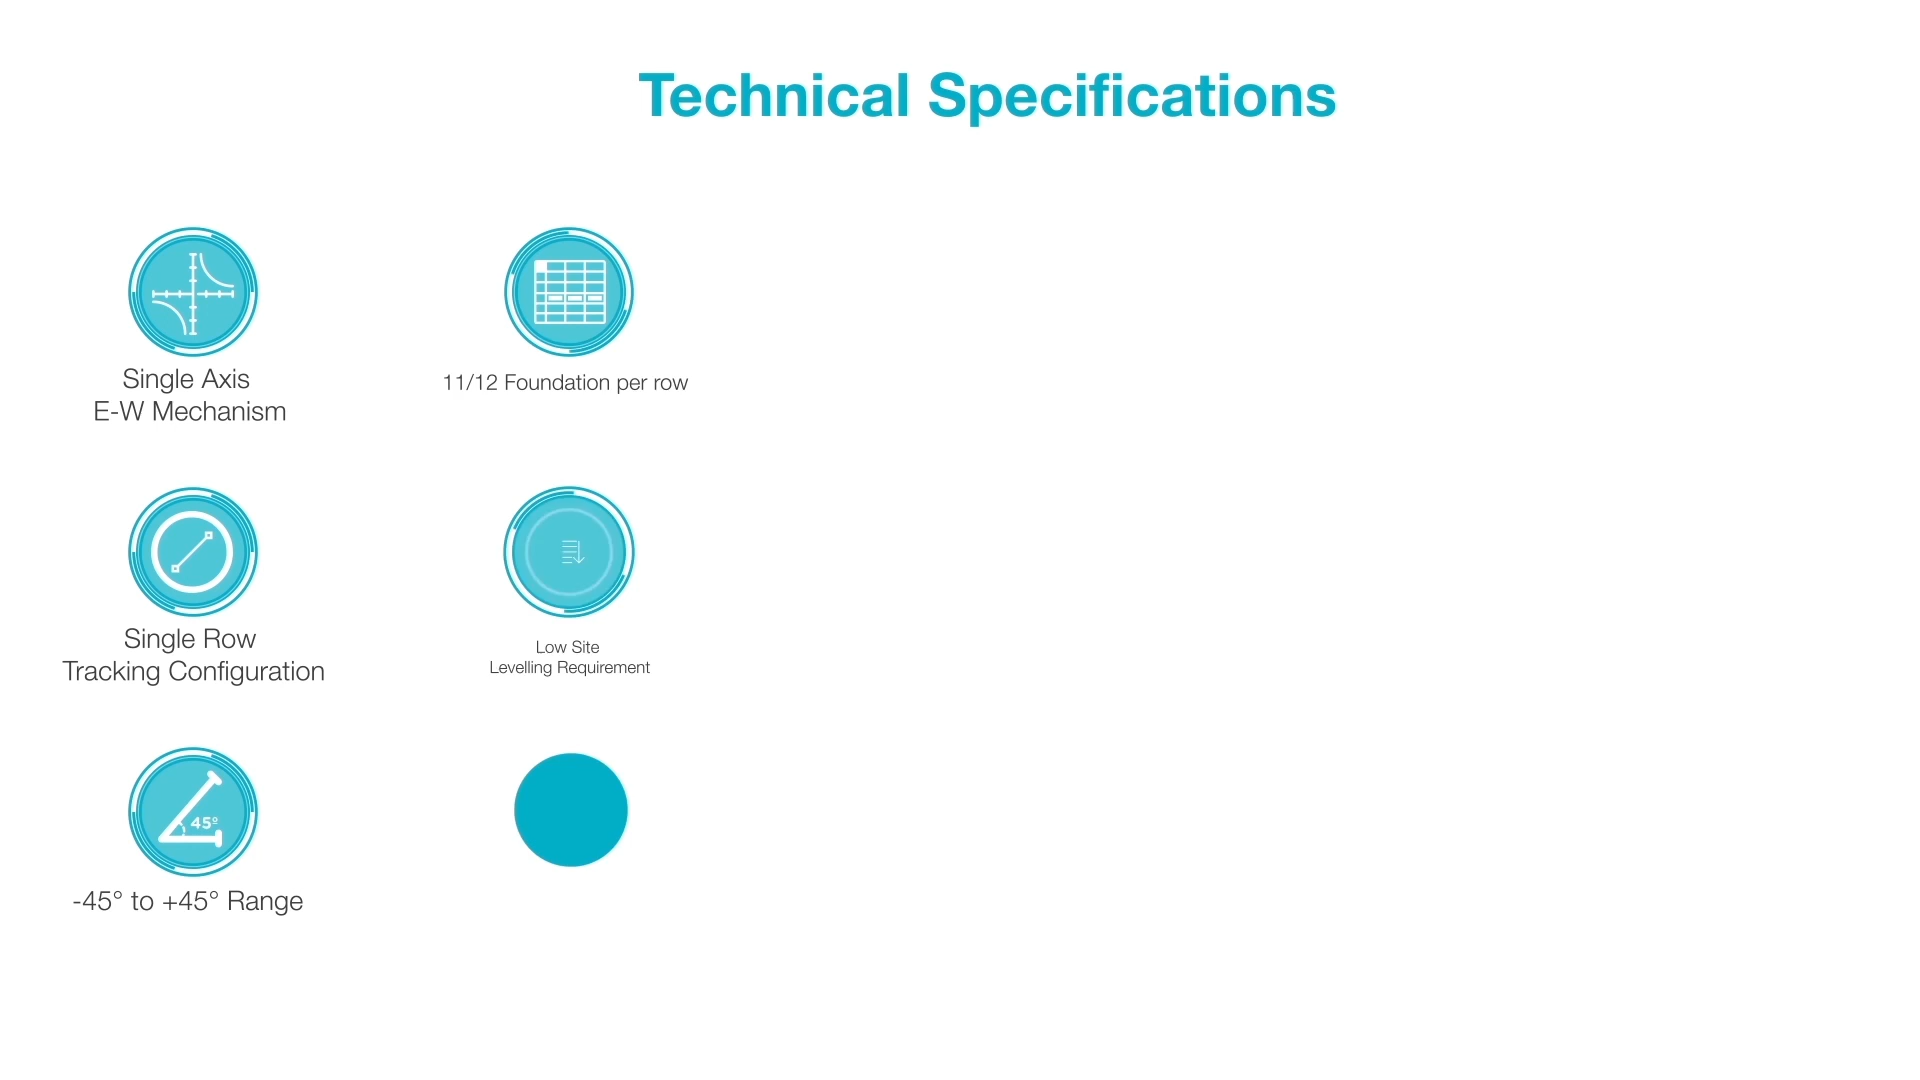 Technical Specifications
Single Axis
E-W Mechanism
11/12 Foundation per row
Single Row
Tracking Configuration
Low Site
Levelling Requirement
45º
-45° to +45° Range